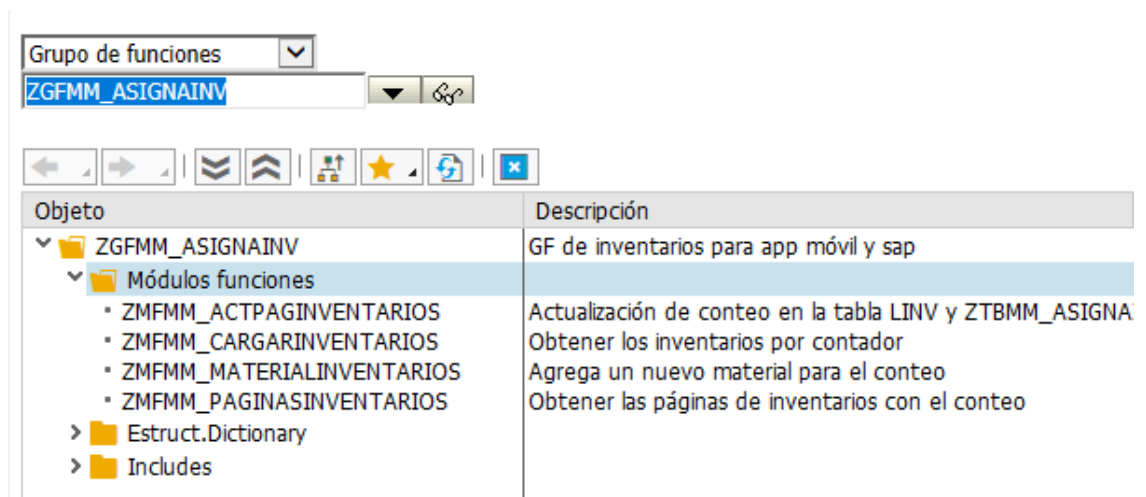 Grupo de funciones
ZGFMM_ASIGNAINV
Objeto Descripción
ZGFMM_ASIGNAINV GF de inventarios para app móvil y sap
Módulos funciones
ZMFMM_ACTPAGINVENTARIOS Actualización de conteo en la tabla LINV y ZTBMM_ASIGNA
ZMFMM_CARGARINVENTARIOS Obtener los inventarios por contador
ZMFMM_MATERIALINVENTARIOS Agrega un nuevo material para el conteo
ZMFMM_PAGINASINVENTARIOS Obtener las páginas de inventarios con el conteo
Estruct.Dictionary
Includes